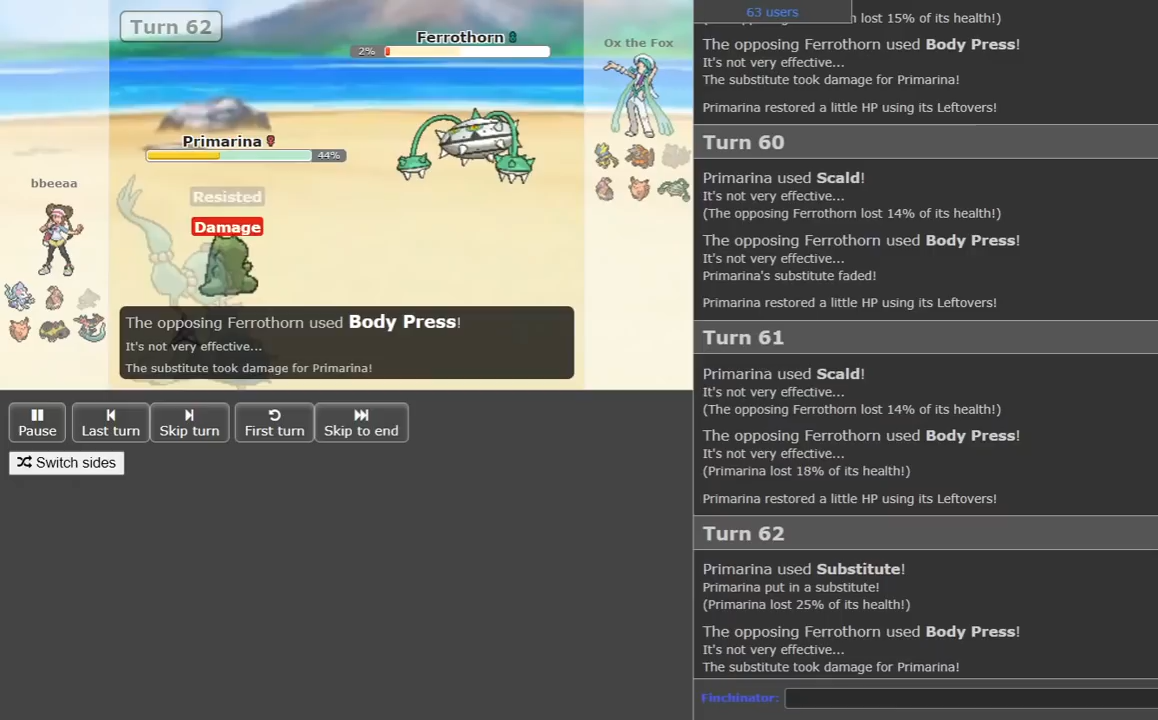 Turn 62
Ferrothorn
2%
Ox the Fox
Primarina
44%
bbeeaa
Resisted
Damage
The opposing Ferrothorn used Body Press!
It's not very effective...
The substitute took damage for Primarina!
Pause
Last turn
Skip turn
First turn
Skip to end
Switch sides
63 users
n lost 15% of its health!)
The opposing Ferrothorn used Body Press!
It's not very effective...
The substitute took damage for Primarina!
Primarina restored a little HP using its Leftovers!
Turn 60
Primarina used Scald!
It's not very effective...
(The opposing Ferrothorn lost 14% of its health!)
The opposing Ferrothorn used Body Press!
It's not very effective...
Primarina's substitute faded!
Primarina restored a little HP using its Leftovers!
Turn 61
Primarina used Scald!
It's not very effective...
(The opposing Ferrothorn lost 14% of its health!)
The opposing Ferrothorn used Body Press!
It's not very effective...
(Primarina lost 18% of its health!)
Primarina restored a little HP using its Leftovers!
Turn 62
Primarina used Substitute!
Primarina put in a substitute!
(Primarina lost 25% of its health!)
The opposing Ferrothorn used Body Press!
It's not very effective...
The substitute took damage for Primarina!
Finchinator: